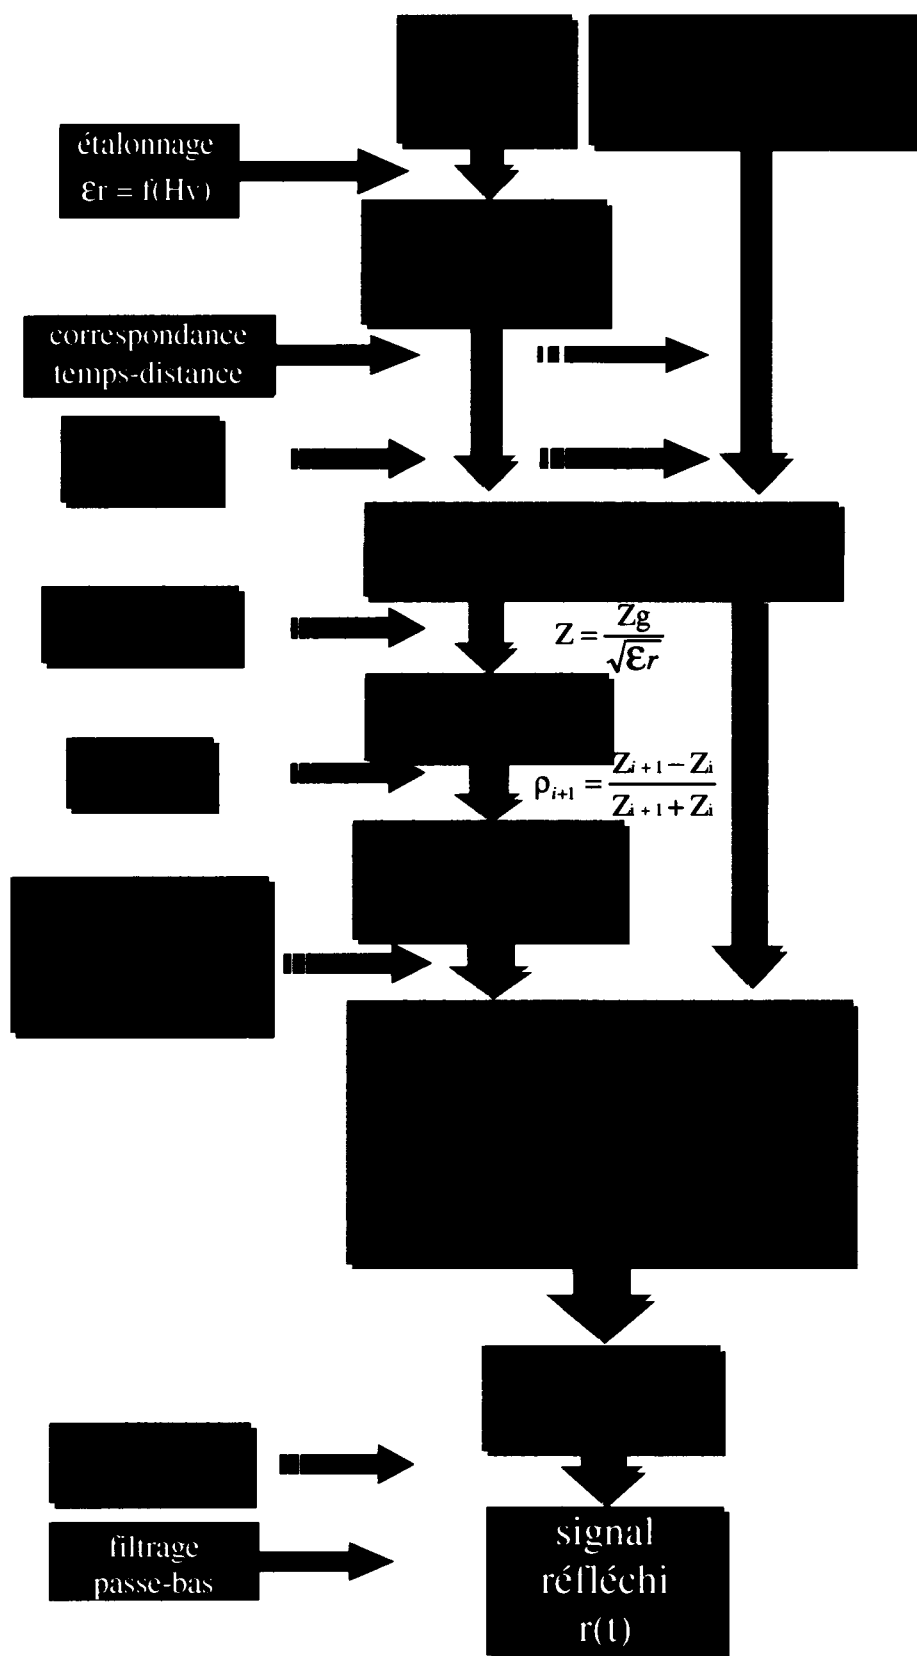 étalonnage
εr = f(Hv)
correspondance
temps-distance
Z = Zg / √εr
ρi+1 = Zi+1 − Zi / Zi+1 + Zi
filtrage
passe-bas
signal
réfléchi
r(t)